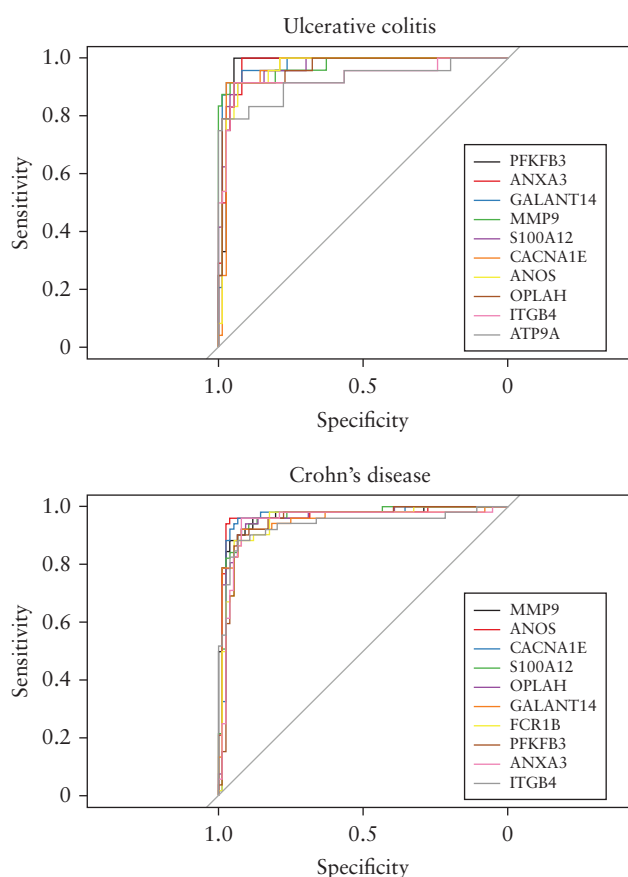 Ulcerative colitis
1.0
0.8
0.6
0.4
0.2
0
Sensitivity
PFKFB3
ANXA3
GALANT14
MMP9
S100A12
CACNA1E
ANOS
OPLAH
ITGB4
ATP9A
1.0 0.5 0
Specificity
Crohn's disease
1.0
0.8
0.6
0.4
0.2
0
Sensitivity
MMP9
ANOS
CACNA1E
S100A12
OPLAH
GALANT14
FCR1B
PFKFB3
ANXA3
ITGB4
1.0 0.5 0
Specificity